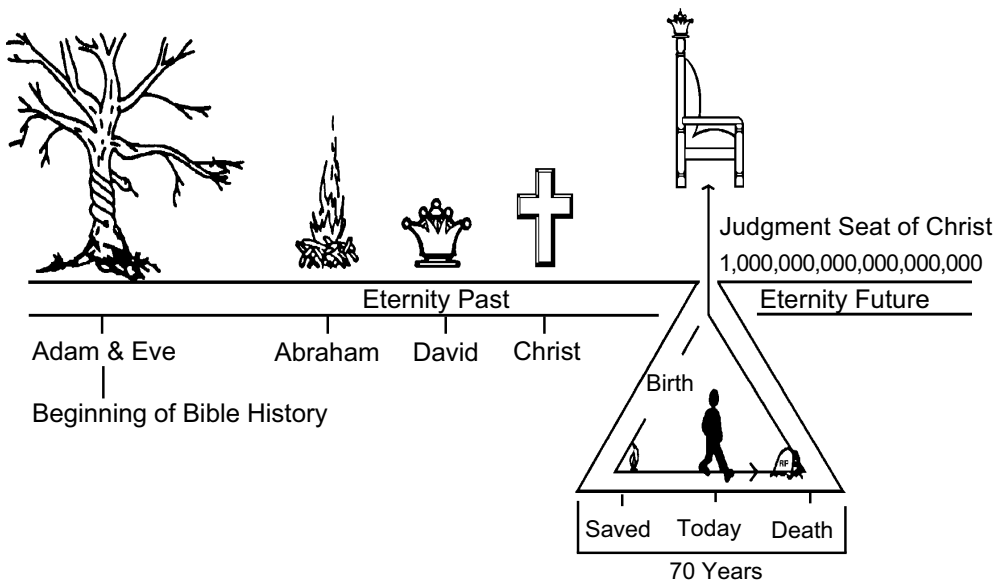 Judgment Seat of Christ
1,000,000,000,000,000,000
Eternity Past
Eternity Future
Adam & Eve
Abraham
David
Christ
Beginning of Bible History
Birth
RIP
Saved
Today
Death
70 Years